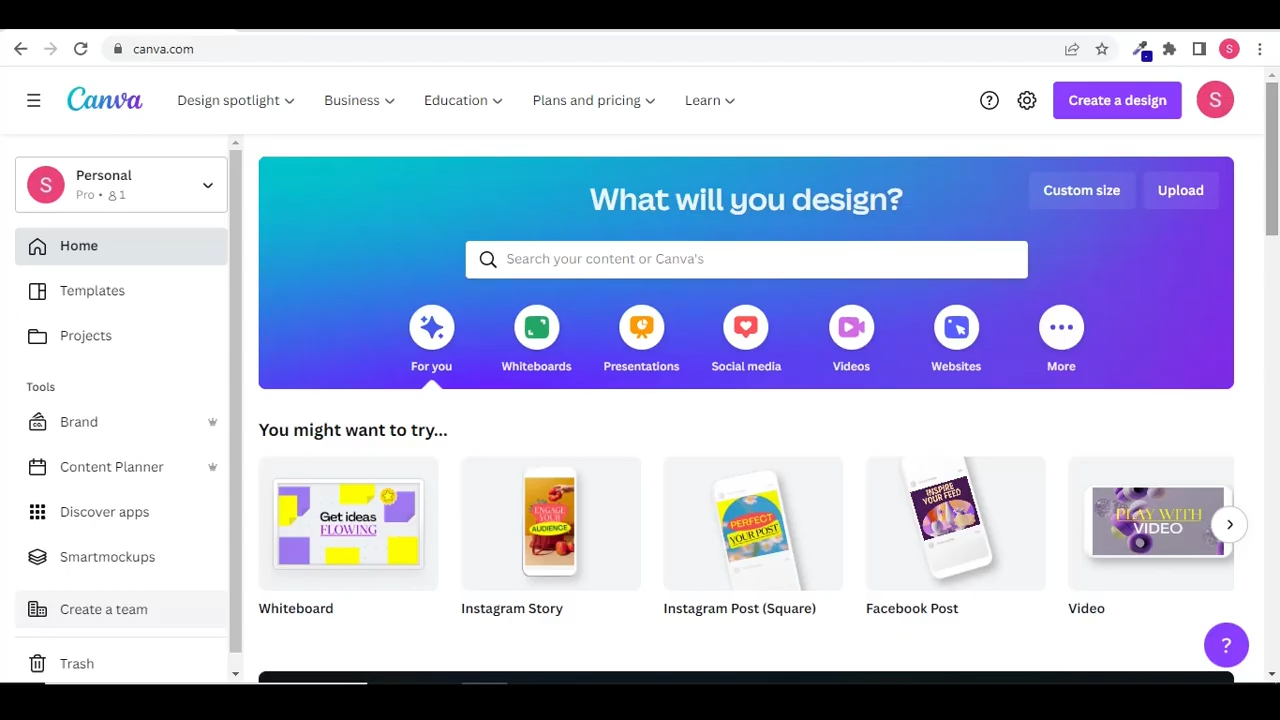 canva.com
S
Canva
Design spotlight
Business
Education
Plans and pricing
Learn
Create a design
S
S
Personal
Pro • 1
Home
Templates
Projects
Tools
Brand
Content Planner
Discover apps
Smartmockups
Create a team
Trash
What will you design?
Custom size
Upload
Search your content or Canva's
For you
Whiteboards
Presentations
Social media
Videos
Websites
More
You might want to try...
Get ideas
FLOWING
Whiteboard
ENGAGE
YOUR
AUDIENCE
Instagram Story
PERFECT
YOUR POST
Instagram Post (Square)
INSPIRE
YOUR FEED
Facebook Post
PLAY WITH
VIDEO
Video
?